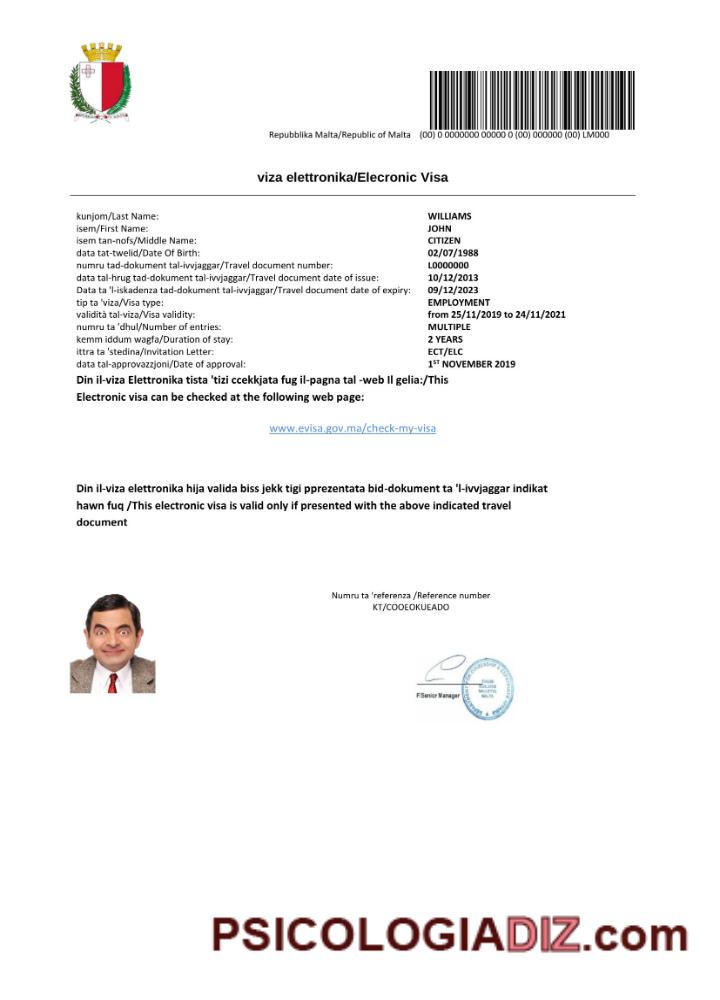 Repubblika Malta/Republic of Malta (00) 0 0000000 00000 0 (00) 000000 (00) LM000
viza elettronika/Elecronic Visa
kunjom/Last Name: WILLIAMS
isem/First Name: JOHN
isem tan-nofs/Middle Name: CITIZEN
data tat-twelid/Date Of Birth: 02/07/1988
numru tad-dokument tal-ivvjaggar/Travel document number: L0000000
data tal-hrug tad-dokument tal-ivvjaggar/Travel document date of issue: 10/12/2013
Data ta 'l-iskadenza tad-dokument tal-ivvjaggar/Travel document date of expiry: 09/12/2023
tip ta 'viza/Visa type: EMPLOYMENT
validità tal-viza/Visa validity: from 25/11/2019 to 24/11/2021
numru ta 'dhul/Number of entries: MULTIPLE
kemm iddum wagfa/Duration of stay: 2 YEARS
ittra ta 'stedina/Invitation Letter: ECT/ELC
data tal-approvazzjoni/Date of approval: 1ST NOVEMBER 2019
Din il-viza Elettronika tista 'tizi ccekkjata fug il-pagna tal -web Il gelia:/This
Electronic visa can be checked at the following web page:
www.evisa.gov.ma/check-my-visa
Din il-viza elettronika hija valida biss jekk tigi pprezentata bid-dokument ta 'l-ivvjaggar indikat
hawn fuq /This electronic visa is valid only if presented with the above indicated travel
document
Numru ta 'referenza /Reference number
KT/COOEOKUEADO
F/Senior Manager
PSICOLOGIADIZ.com